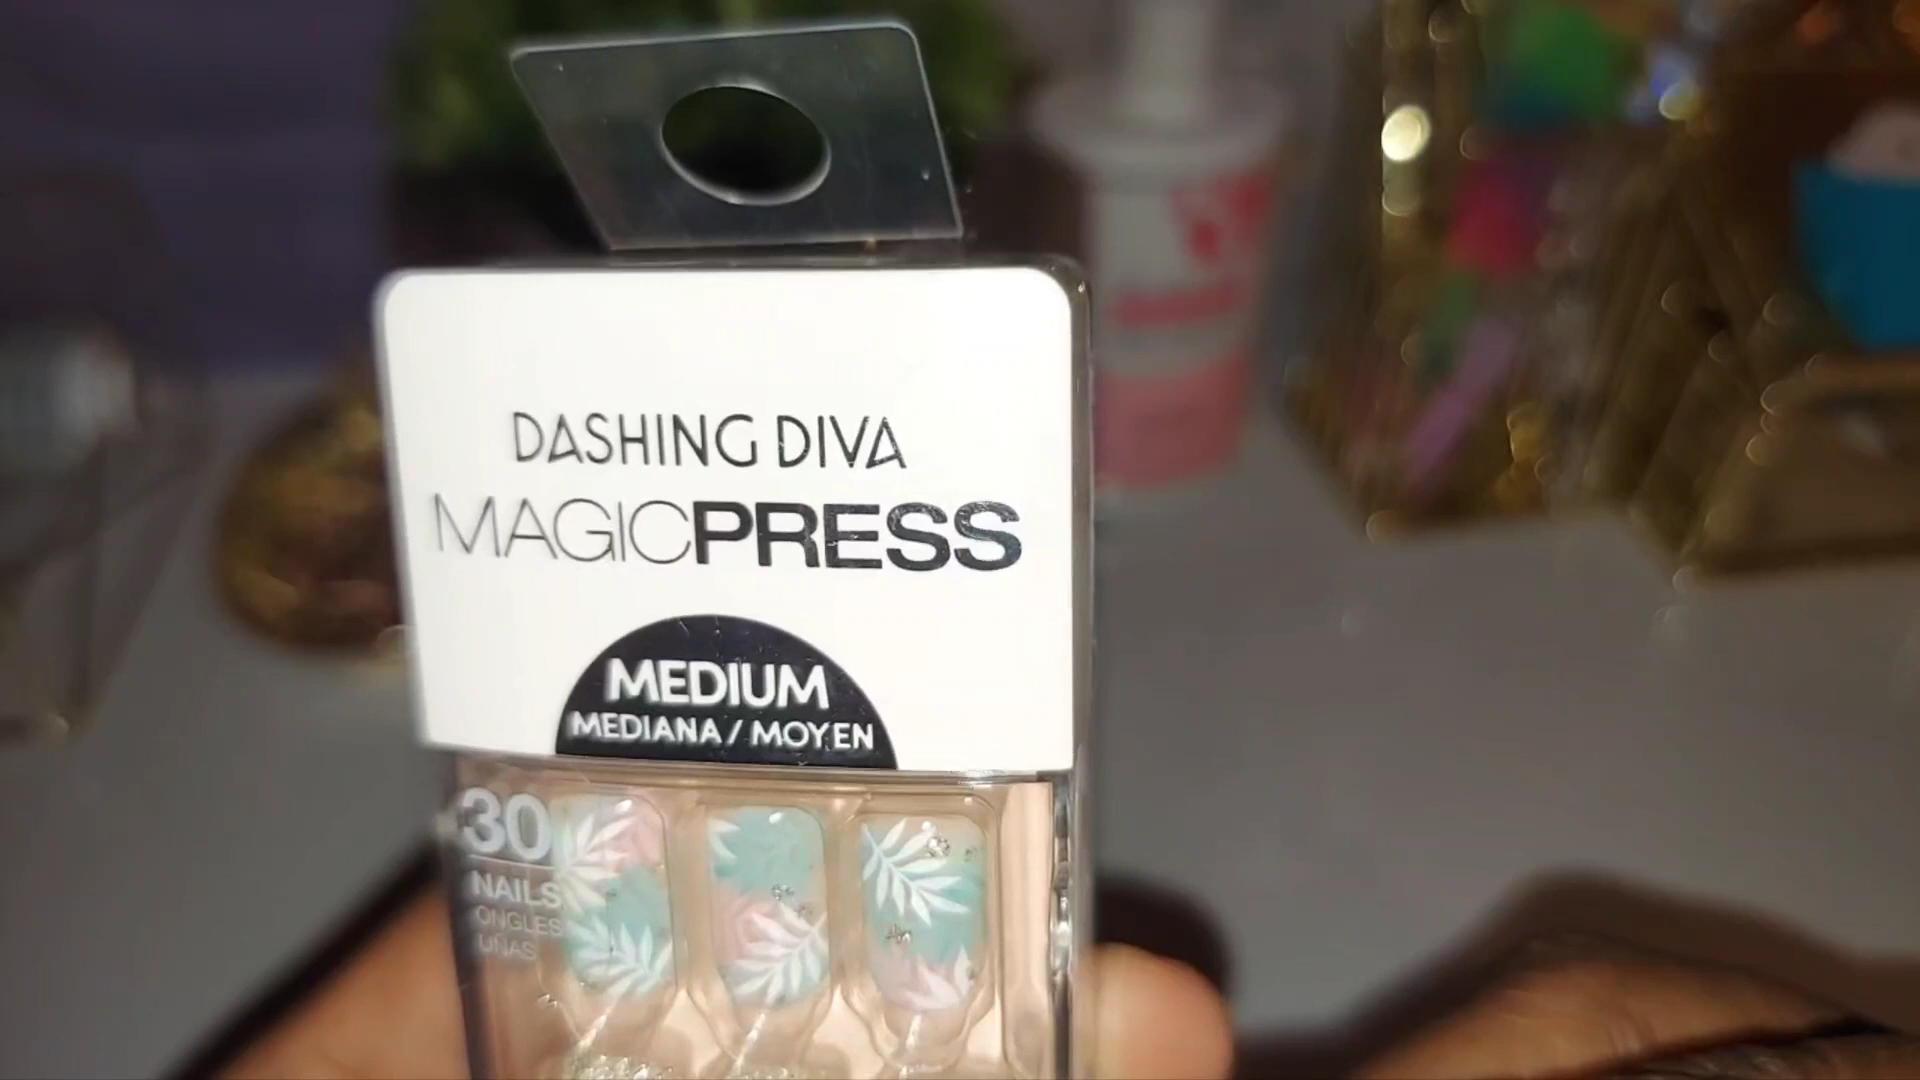 DASHING DIVA
MAGICPRESS
MEDIUM
MEDIANA / MOYEN
30
NAILS
ONGLES
UÑAS